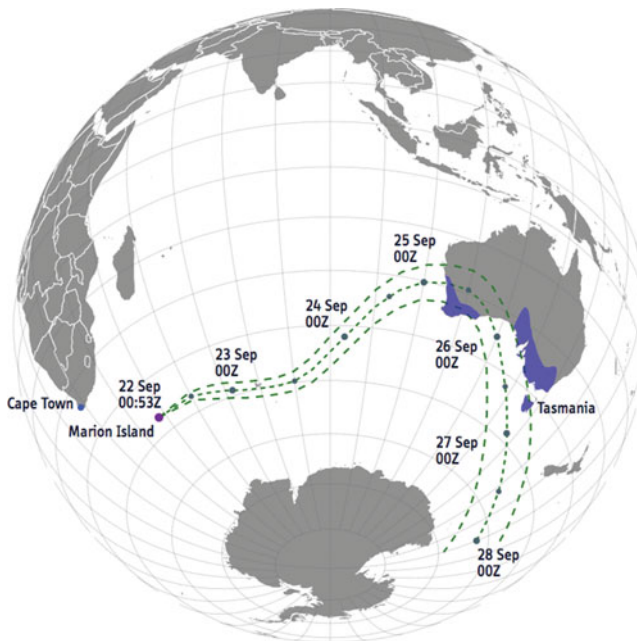 25 Sep
00Z
24 Sep
00Z
23 Sep
00Z
26 Sep
00Z
22 Sep
00:53Z
Cape Town
Marion Island
Tasmania
27 Sep
00Z
28 Sep
00Z